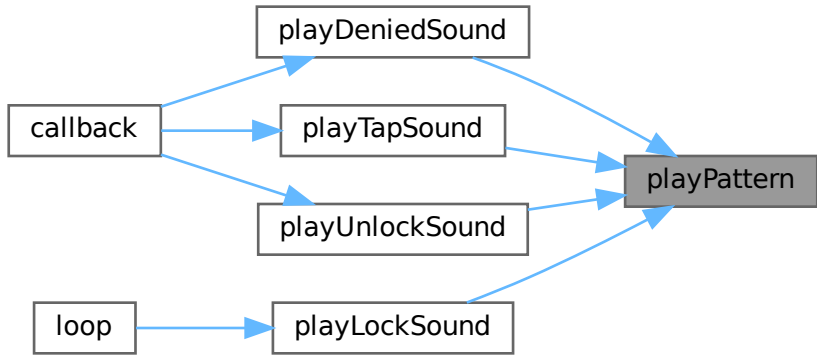 playDeniedSound
callback
playTapSound
playPattern
playUnlockSound
loop
playLockSound